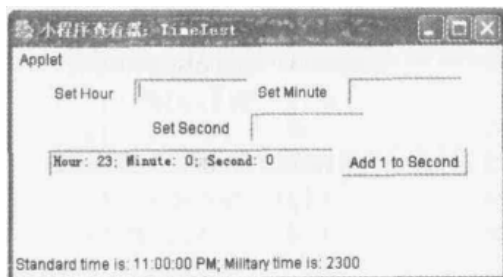 小程序查看器: TimeTest
Applet
Set Hour Set Minute
Set Second
Hour: 23; Minute: 0; Second: 0 Add 1 to Second
Standard time is: 11:00:00 PM; Military time is: 2300